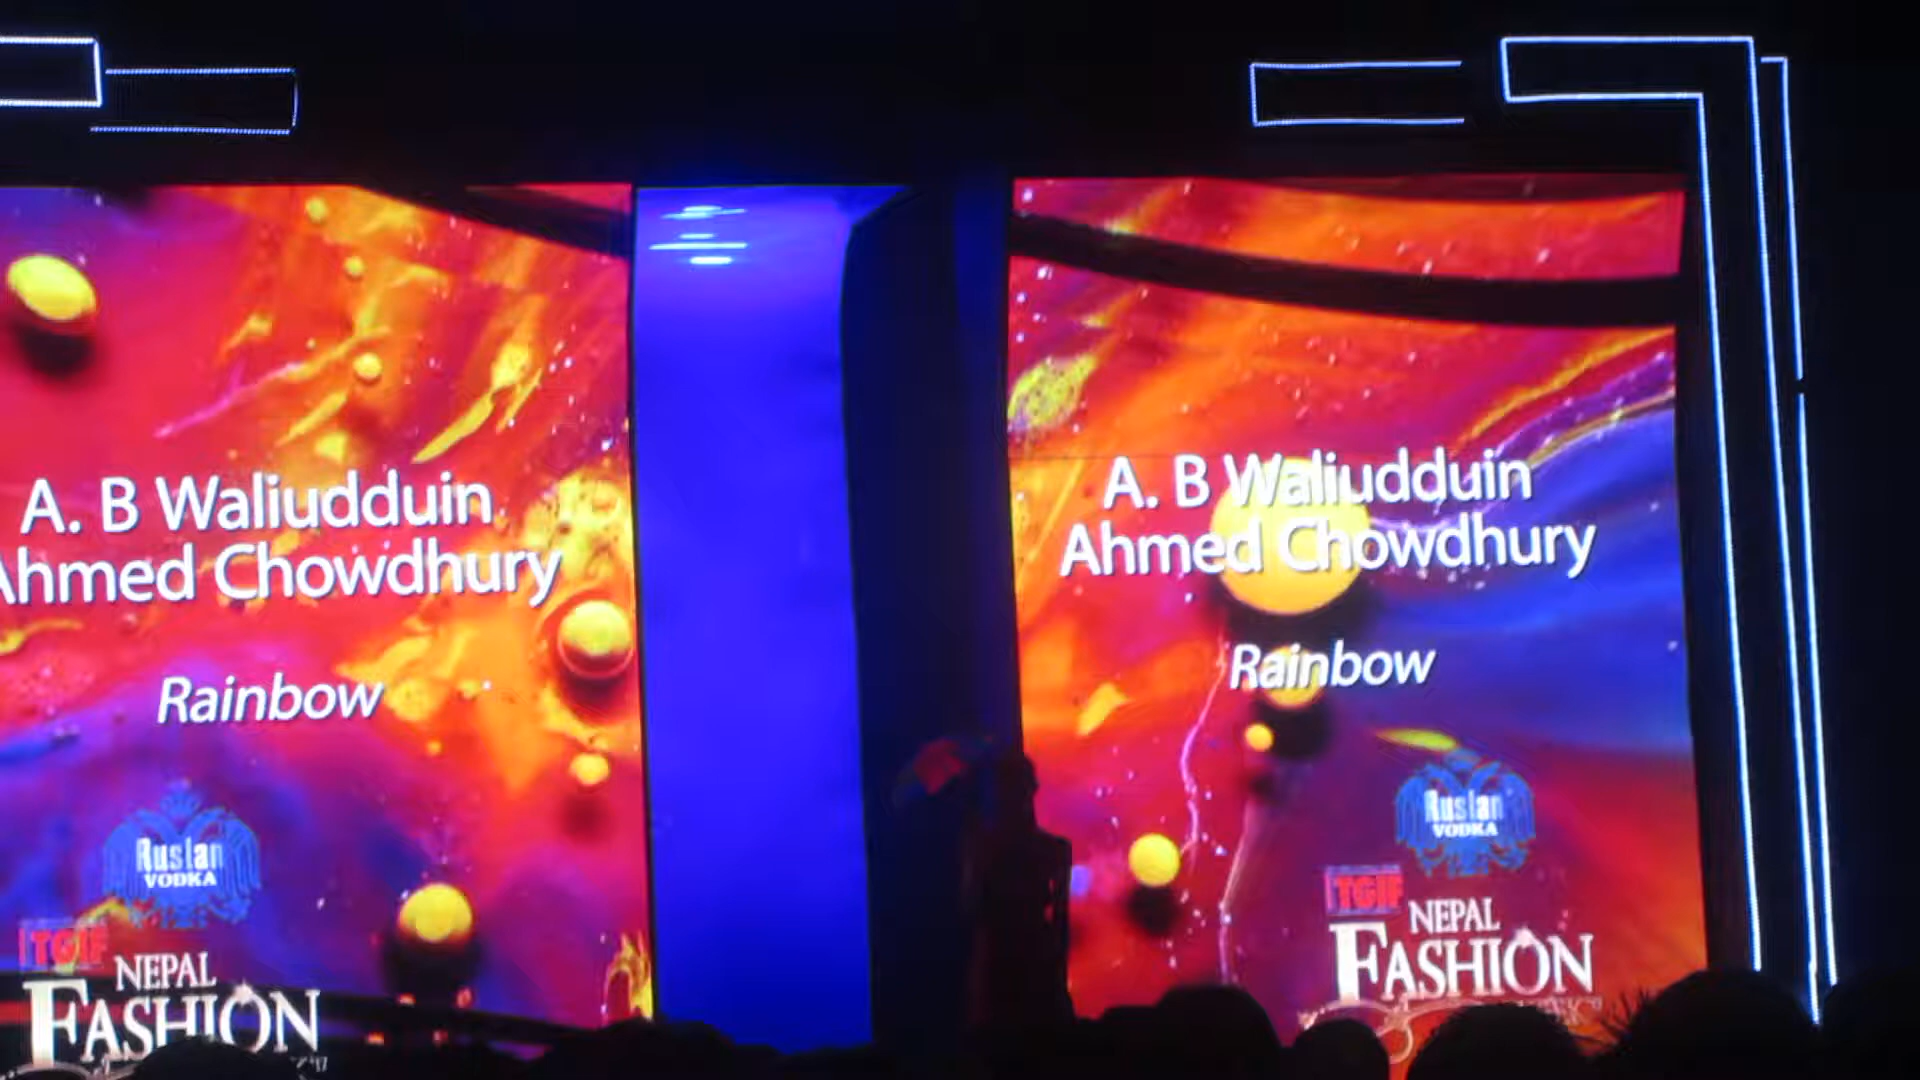 A. B Waliudduin
Ahmed Chowdhury
Rainbow
Ruslan
VODKA
TGIF
NEPAL
FASHION
A. B Waliudduin
Ahmed Chowdhury
Rainbow
Ruslan
VODKA
TGIF
NEPAL
FASHION